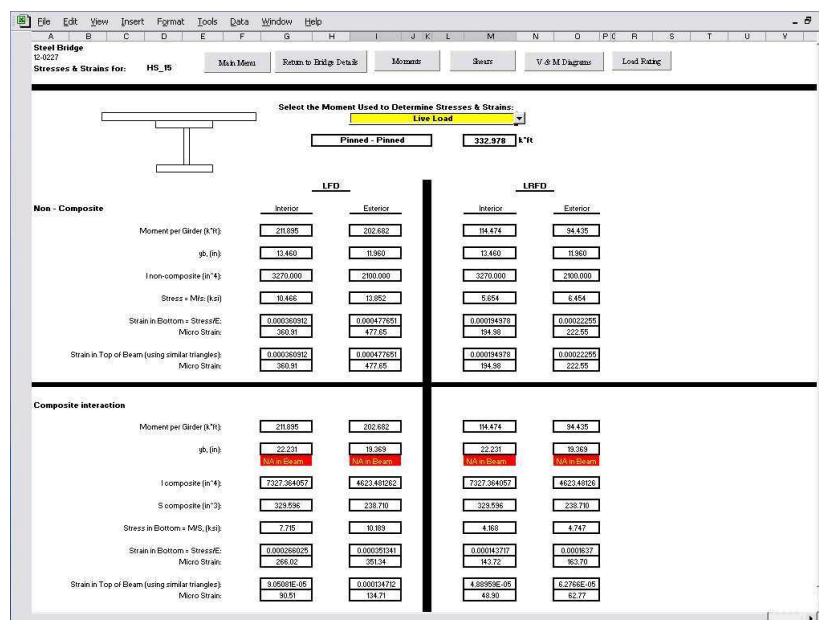 File Edit View Insert Format Tools Data Window Help
A B C D E F G H I J K L M N O P Q R S T U V
Steel Bridge
12-0227
Stresses & Strains for: HS_15
Main Menu Return to Bridge Details Moments Shears V & M Diagrams Load Rating
Select the Moment Used to Determine Stresses & Strains:
Live Load
Pinned - Pinned 332.978 k*ft
LFD LRFD
Non - Composite Interior Exterior Interior Exterior
Moment per Girder (k*ft): 211.895 202.682 114.474 94.435
yb, (in): 13.460 11.960 13.460 11.960
I non-composite (in^4): 3270.000 2100.000 3270.000 2100.000
Stress = M/s: (ksi) 10.466 13.852 5.654 6.454
Strain in Bottom = Stress/E: 0.000360912 0.000477651 0.000194978 0.00022255
Micro Strain: 360.91 477.65 194.98 222.55
Strain in Top of Beam (using similar triangles): 0.000360912 0.000477651 0.000194978 0.00022255
Micro Strain: 360.91 477.65 194.98 222.55
Composite interaction
Moment per Girder (k*ft): 211.895 202.682 114.474 94.435
yb, (in): 22.231 19.369 22.231 19.369
NA in Beam NA in Beam NA in Beam NA in Beam
I composite (in^4): 7327.364057 4623.481262 7327.364057 4623.48126
S composite (in^3): 329.596 238.710 329.596 238.710
Stress in Bottom = M/S, (ksi): 7.715 10.189 4.168 4.747
Strain in Bottom = Stress/E: 0.000266025 0.000351341 0.000143717 0.0001637
Micro Strain: 266.02 351.34 143.72 163.70
Strain in Top of Beam (using similar triangles): 9.05081E-05 0.000134712 4.88959E-05 6.2766E-05
Micro Strain: 90.51 134.71 48.90 62.77